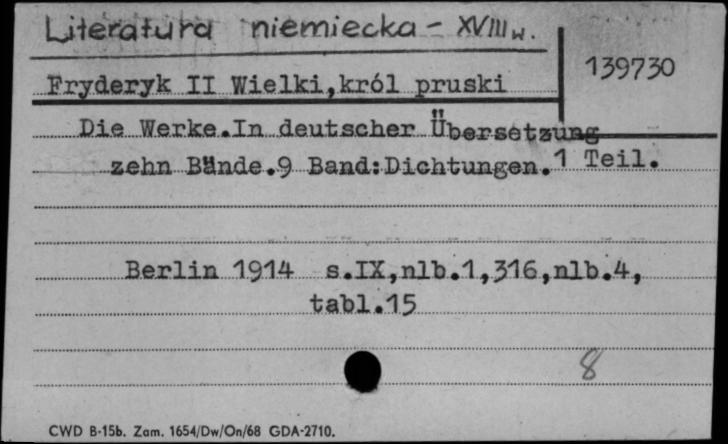 Literatura niemiecka - XVIII w.
139730
Fryderyk II Wielki,król pruski
Die Werke.In deutscher Übersetzung
zehn Bände.9 Band:Dichtungen.1 Teil.
Berlin 1914 s.IX,nlb.1,316,nlb.4,
tabl.15
8
CWD B-15b. Zam. 1654/Dw/On/68 GDA-2710.